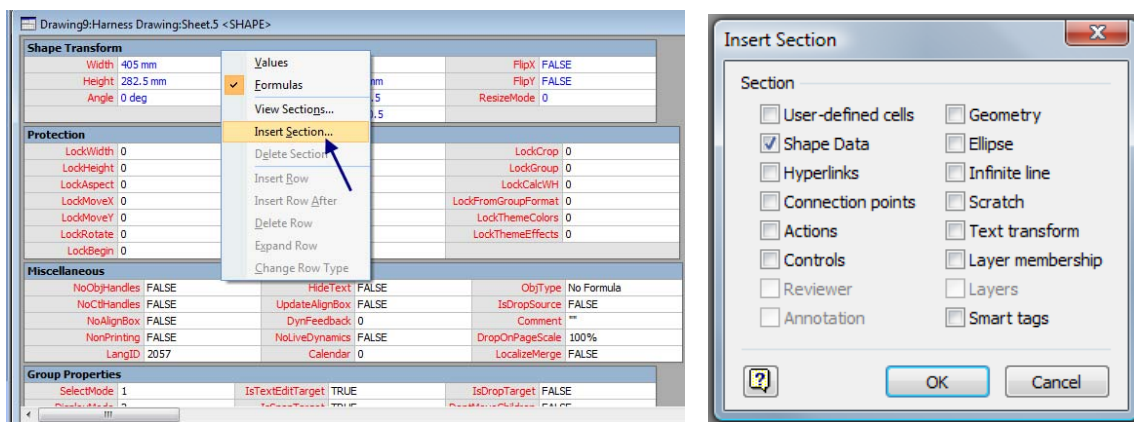 Drawing9:Harness Drawing:Sheet.5 <SHAPE>
Shape Transform
Width 405 mm FlipX FALSE
Height 282.5 mm mm FlipY FALSE
Angle 0 deg .5 ResizeMode 0
0.5
Values
Formulas
View Sections...
Insert Section...
Delete Section
Insert Row
Insert Row After
Delete Row
Expand Row
Change Row Type
Protection
LockWidth 0 LockCrop 0
LockHeight 0 LockGroup 0
LockAspect 0 LockCalcWH 0
LockMoveX 0 LockFromGroupFormat 0
LockMoveY 0 LockThemeColors 0
LockRotate 0 LockThemeEffects 0
LockBegin 0
Miscellaneous
NoObjHandles FALSE HideText FALSE ObjType No Formula
NoCtlHandles FALSE UpdateAlignBox FALSE IsDropSource FALSE
NoAlignBox FALSE DynFeedback 0 Comment ""
NonPrinting FALSE NoLiveDynamics FALSE DropOnPageScale 100%
LangID 2057 Calendar 0 LocalizeMerge FALSE
Group Properties
SelectMode 1 IsTextEditTarget TRUE IsDropTarget FALSE
Insert Section
Section
User-defined cells Geometry
Shape Data Ellipse
Hyperlinks Infinite line
Connection points Scratch
Actions Text transform
Controls Layer membership
Reviewer Layers
Annotation Smart tags
OK Cancel